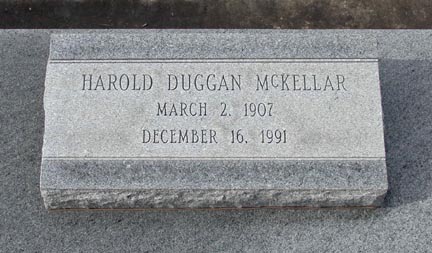 HAROLD DUGGAN McKELLAR
MARCH 2, 1907
DECEMBER 16, 1991